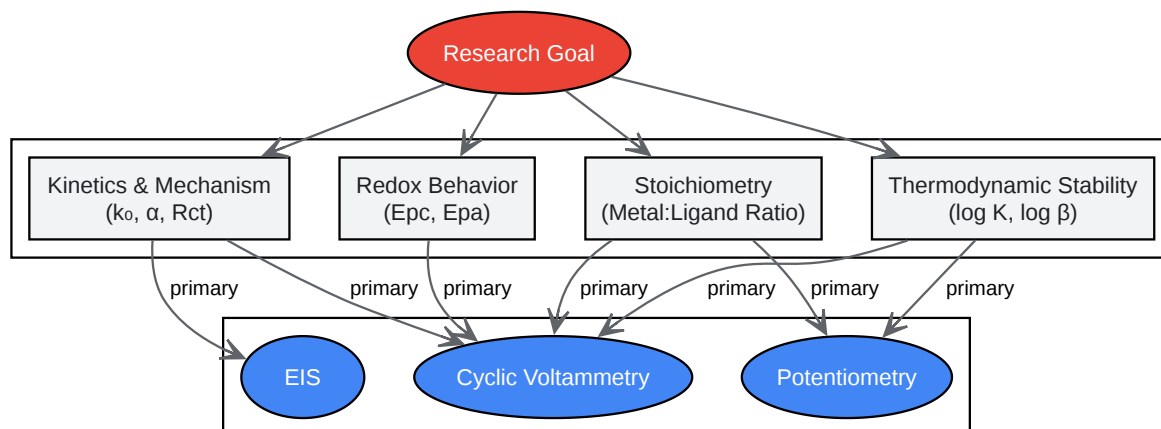 Research Goal
Kinetics & Mechanism
(k₀, α, Rct)
Redox Behavior
(Epc, Epa)
Stoichiometry
(Metal:Ligand Ratio)
Thermodynamic Stability
(log K, log β)
primary
primary
primary
primary
primary
primary
primary
EIS
Cyclic Voltammetry
Potentiometry